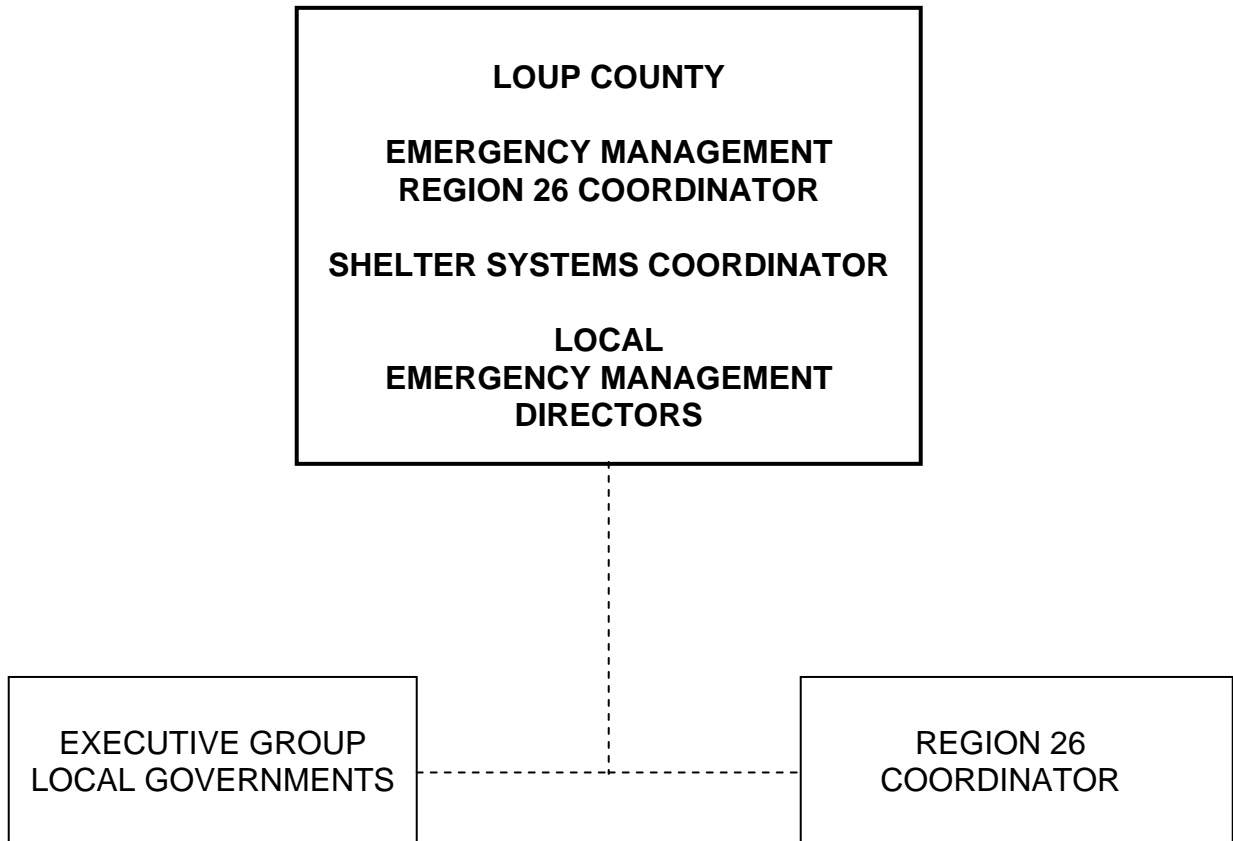 LOUP COUNTY
EMERGENCY MANAGEMENT
REGION 26 COORDINATOR
SHELTER SYSTEMS COORDINATOR
LOCAL
EMERGENCY MANAGEMENT
DIRECTORS
EXECUTIVE GROUP
LOCAL GOVERNMENTS
REGION 26
COORDINATOR